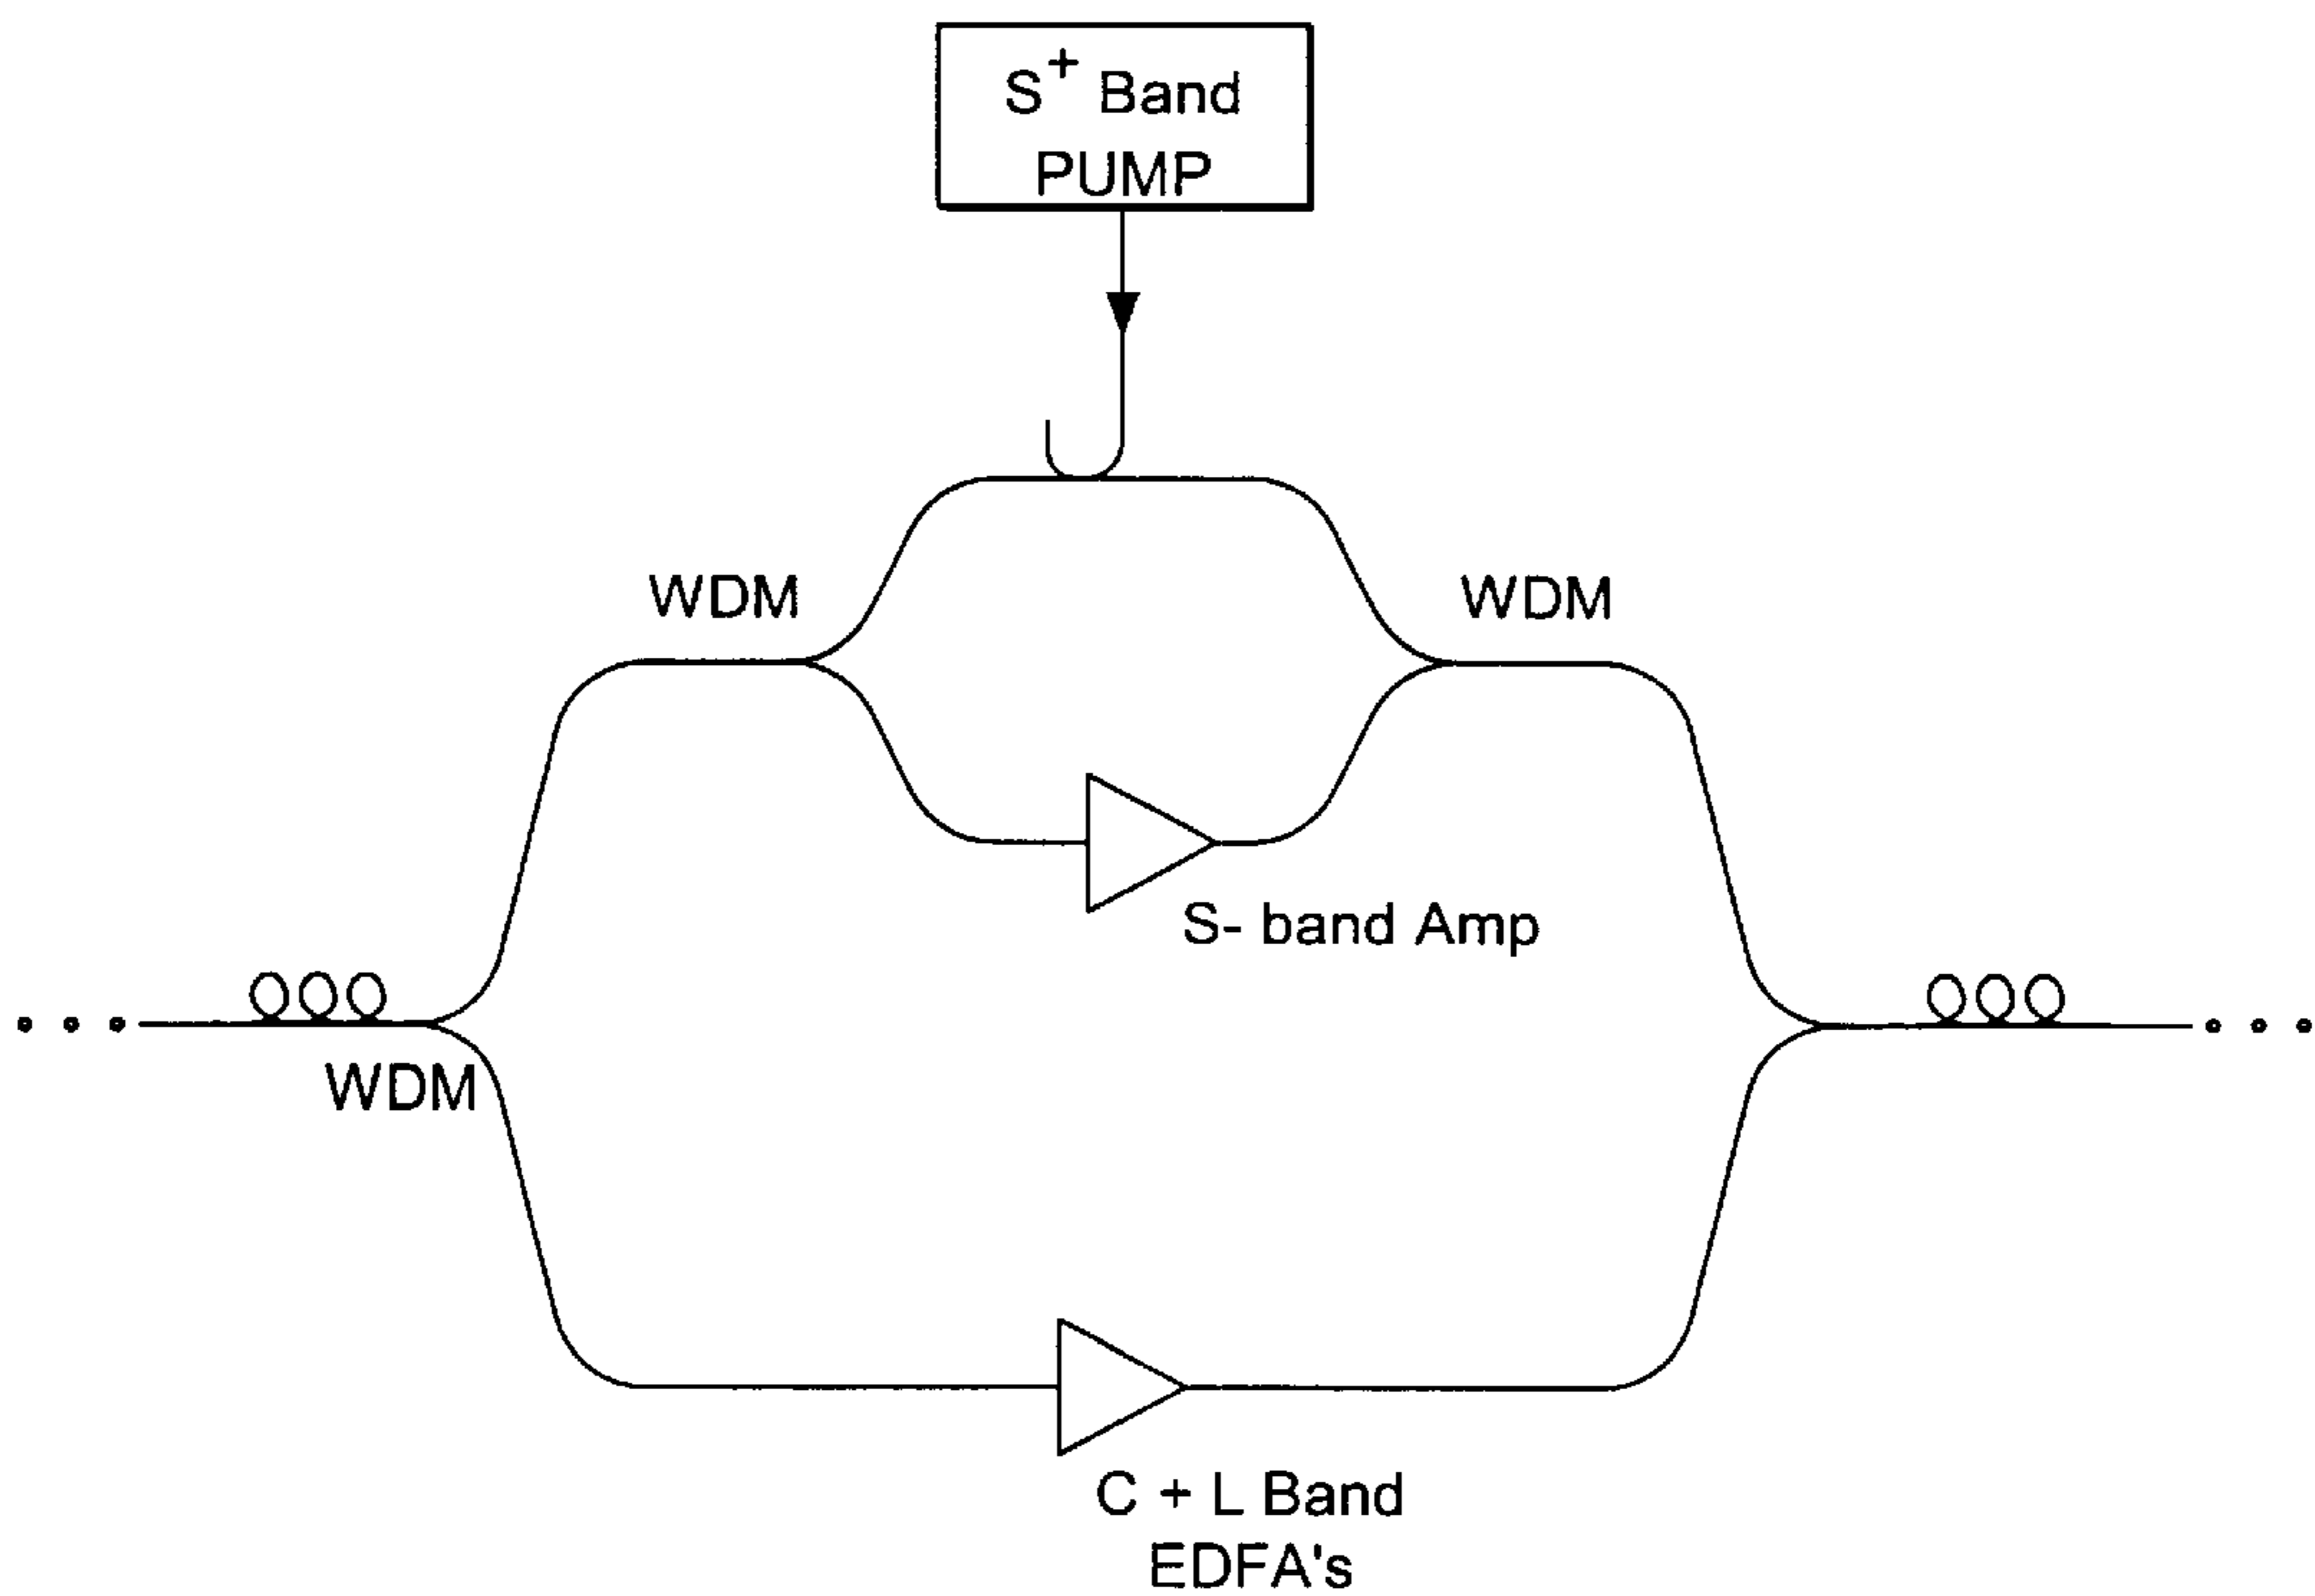 S⁺ Band
PUMP
WDM
WDM
S- band Amp
WDM
C + L Band
EDFA's